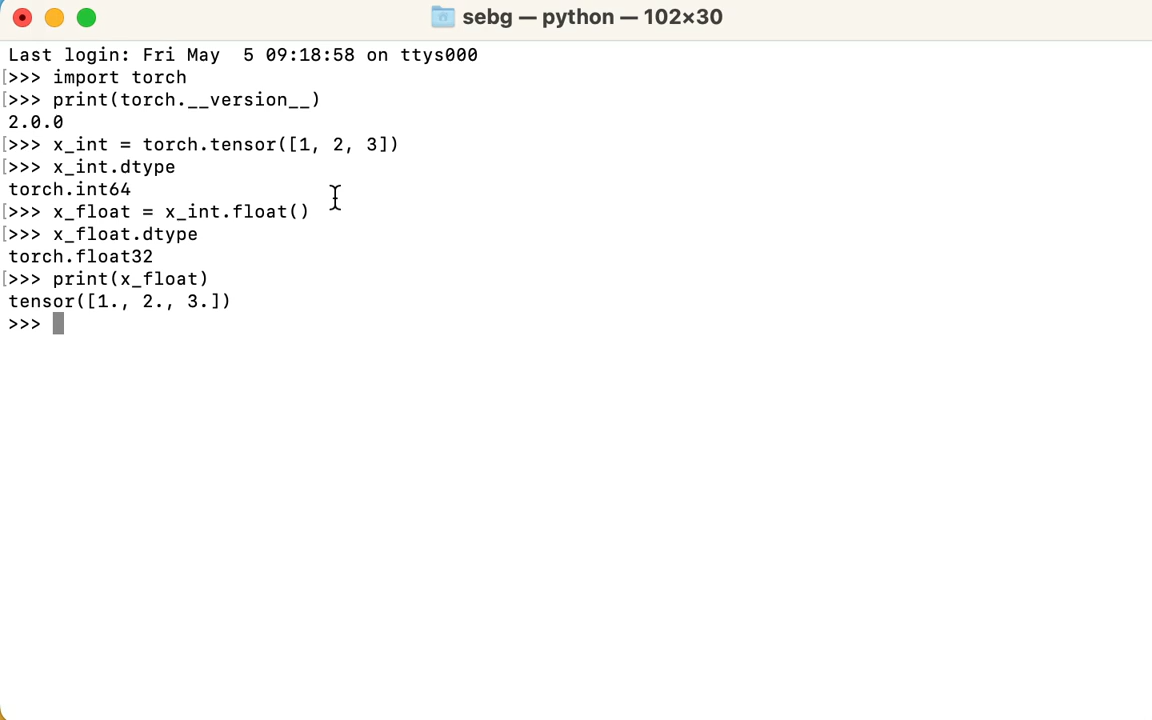 sebg — python — 102×30
Last login: Fri May  5 09:18:58 on ttys000
[>>> import torch
[>>> print(torch.__version__)
2.0.0
[>>> x_int = torch.tensor([1, 2, 3])
[>>> x_int.dtype
torch.int64
[>>> x_float = x_int.float()
[>>> x_float.dtype
torch.float32
[>>> print(x_float)
tensor([1., 2., 3.])
>>>